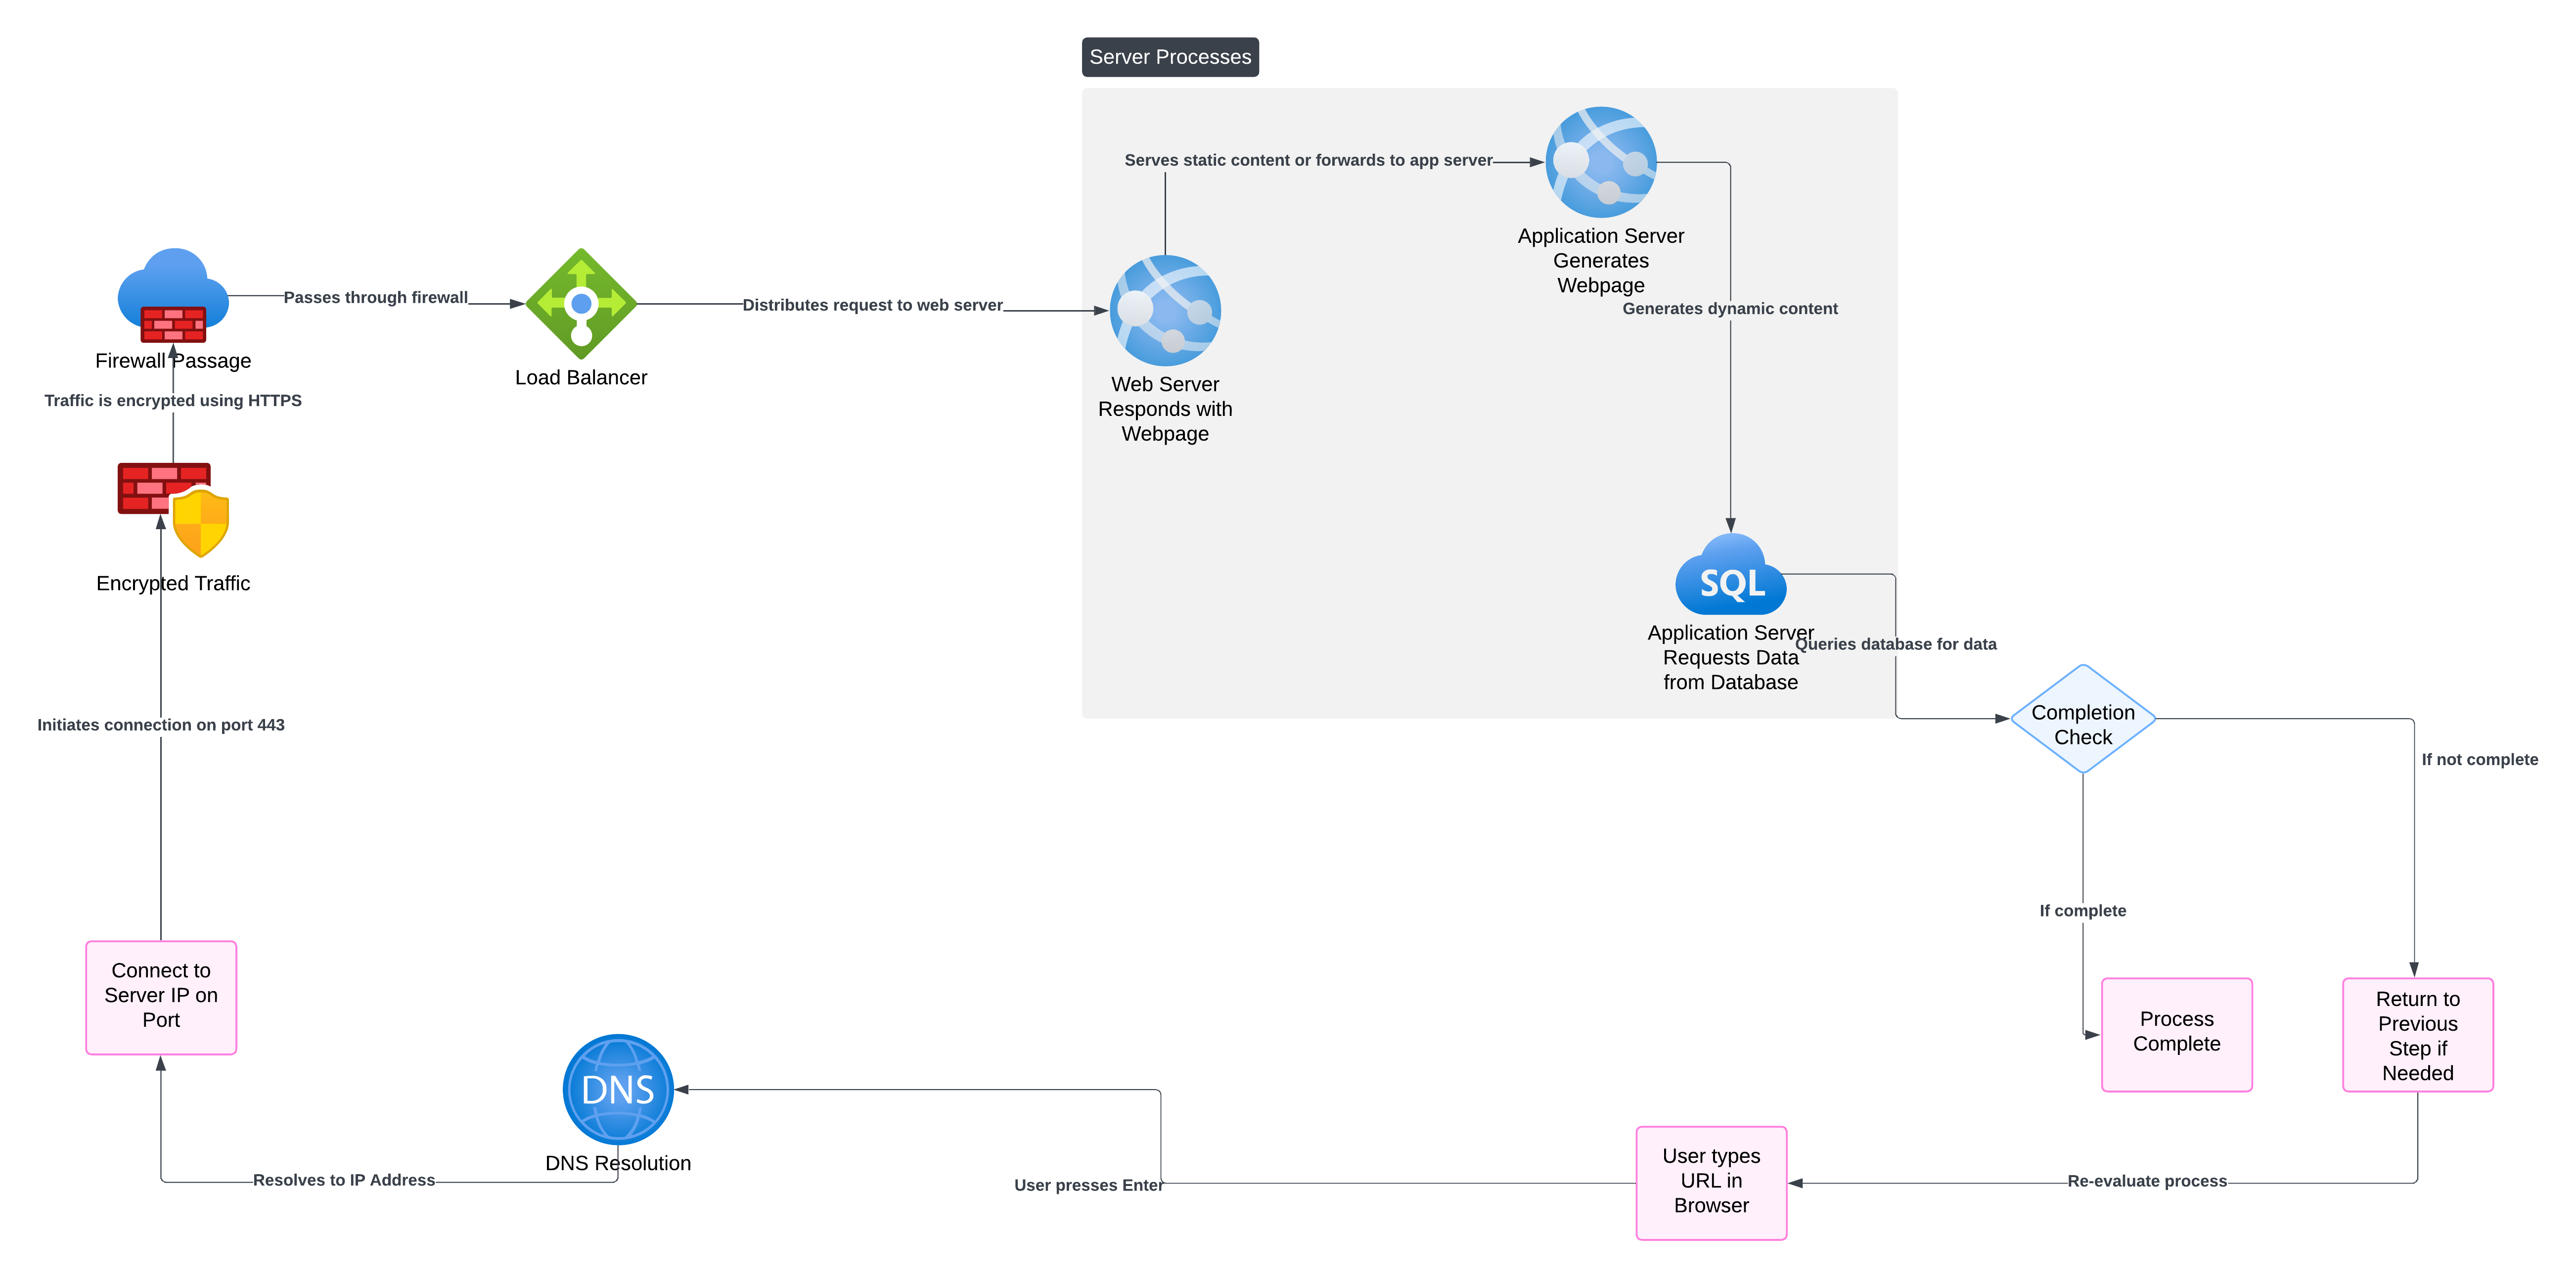 Server Processes
Serves static content or forwards to app server
Application Server
Generates
Webpage
Generates dynamic content
Passes through firewall
Distributes request to web server
Firewall Passage
Load Balancer
Web Server
Responds with
Webpage
Traffic is encrypted using HTTPS
Encrypted Traffic
SQL
Application Server
Requests Data
from Database
Queries database for data
Initiates connection on port 443
Completion
Check
If not complete
If complete
Connect to
Server IP on
Port
Process
Complete
Return to
Previous
Step if
Needed
DNS
DNS Resolution
Resolves to IP Address
User presses Enter
User types
URL in
Browser
Re-evaluate process